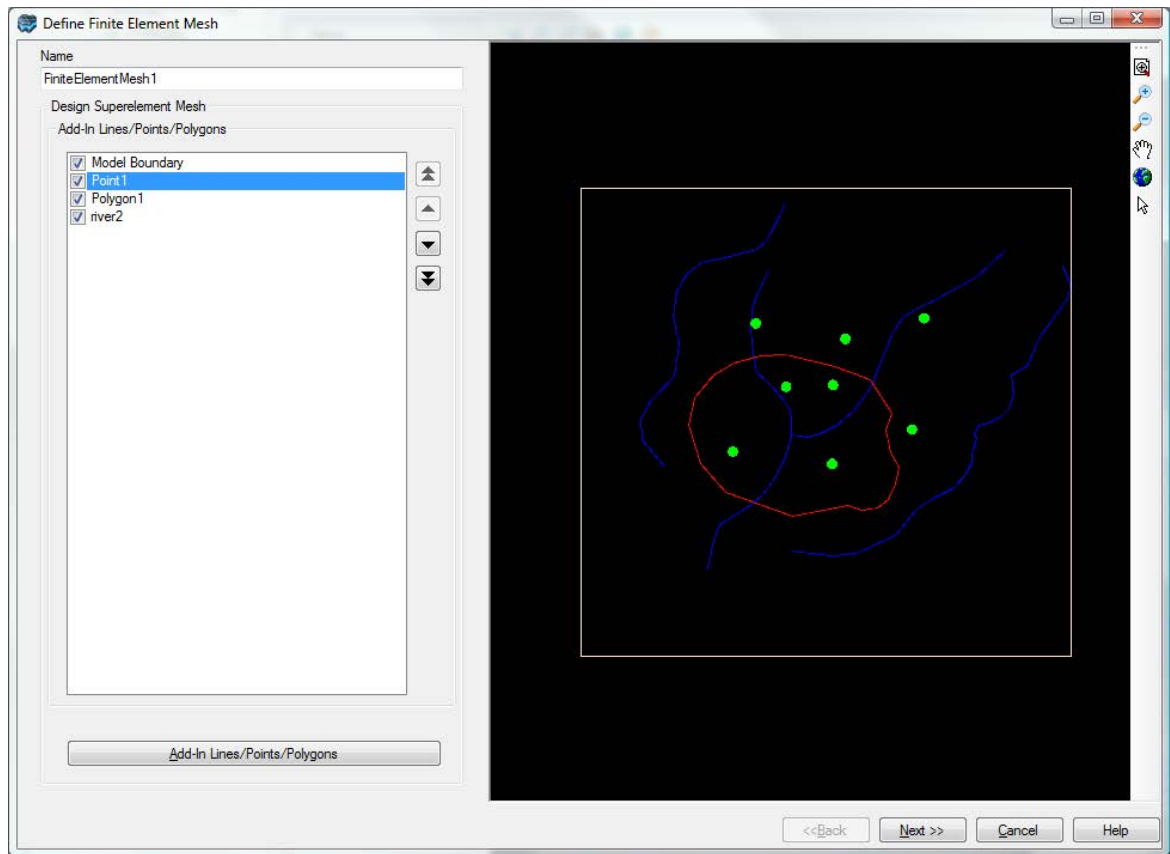 Define Finite Element Mesh
Name
FiniteElementMesh1
Design Superelement Mesh
Add-In Lines/Points/Polygons
Model Boundary
Point1
Polygon1
river2
Add-In Lines/Points/Polygons
<<Back
Next >>
Cancel
Help